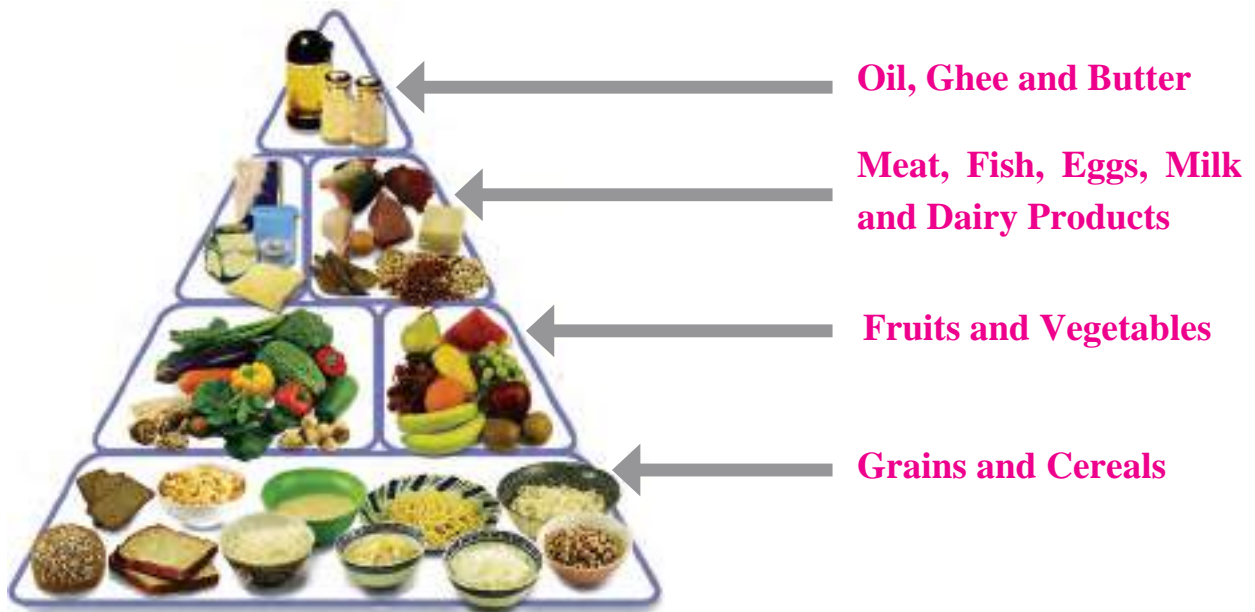 Oil, Ghee and Butter
Meat, Fish, Eggs, Milk
and Dairy Products
Fruits and Vegetables
Grains and Cereals